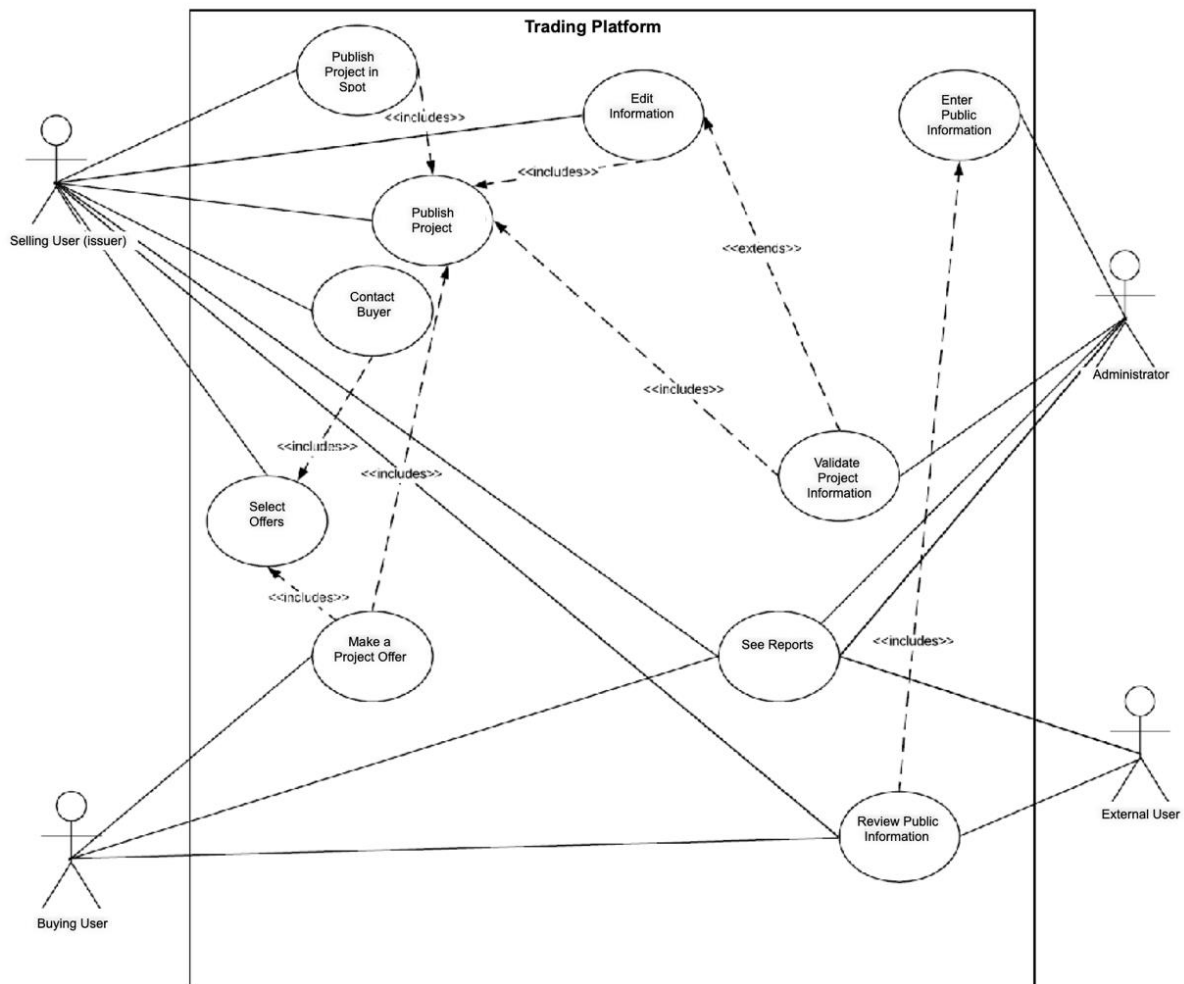 Trading Platform
Publish
Project in
Spot
Edit
Information
Enter
Public
Information
<<includes>>
<<includes>>
Publish
Project
Selling User (issuer)
<<extends>>
Contact
Buyer
Administrator
<<includes>>
<<includes>>
<<includes>>
Validate
Project
Information
Select
Offers
<<includes>>
Make a
Project Offer
See Reports
<<includes>>
External User
Review Public
Information
Buying User